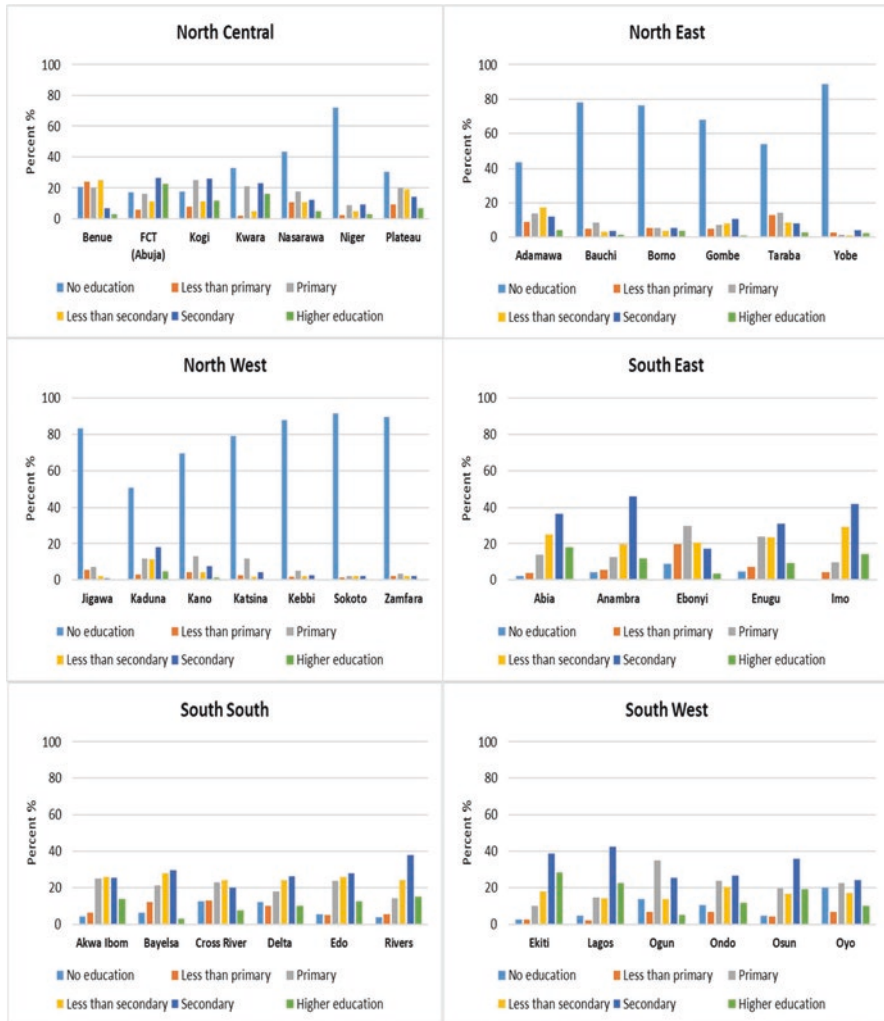 North Central
Percent %
100
80
60
40
20
0
Benue FCT (Abuja) Kogi Kwara Nasarawa Niger Plateau
No education Less than primary Primary
Less than secondary Secondary Higher education
North East
Percent %
100
80
60
40
20
0
Adamawa Bauchi Borno Gombe Taraba Yobe
No education Less than primary Primary
Less than secondary Secondary Higher education
North West
Percent %
100
80
60
40
20
0
Jigawa Kaduna Kano Katsina Kebbi Sokoto Zamfara
No education Less than primary Primary
Less than secondary Secondary Higher education
South East
Percent %
100
80
60
40
20
0
Abia Anambra Ebonyi Enugu Imo
No education Less than primary Primary
Less than secondary Secondary Higher education
South South
Percent %
100
80
60
40
20
0
Akwa Ibom Bayelsa Cross River Delta Edo Rivers
No education Less than primary Primary
Less than secondary Secondary Higher education
South West
Percent %
100
80
60
40
20
0
Ekiti Lagos Ogun Ondo Osun Oyo
No education Less than primary Primary
Less than secondary Secondary Higher education